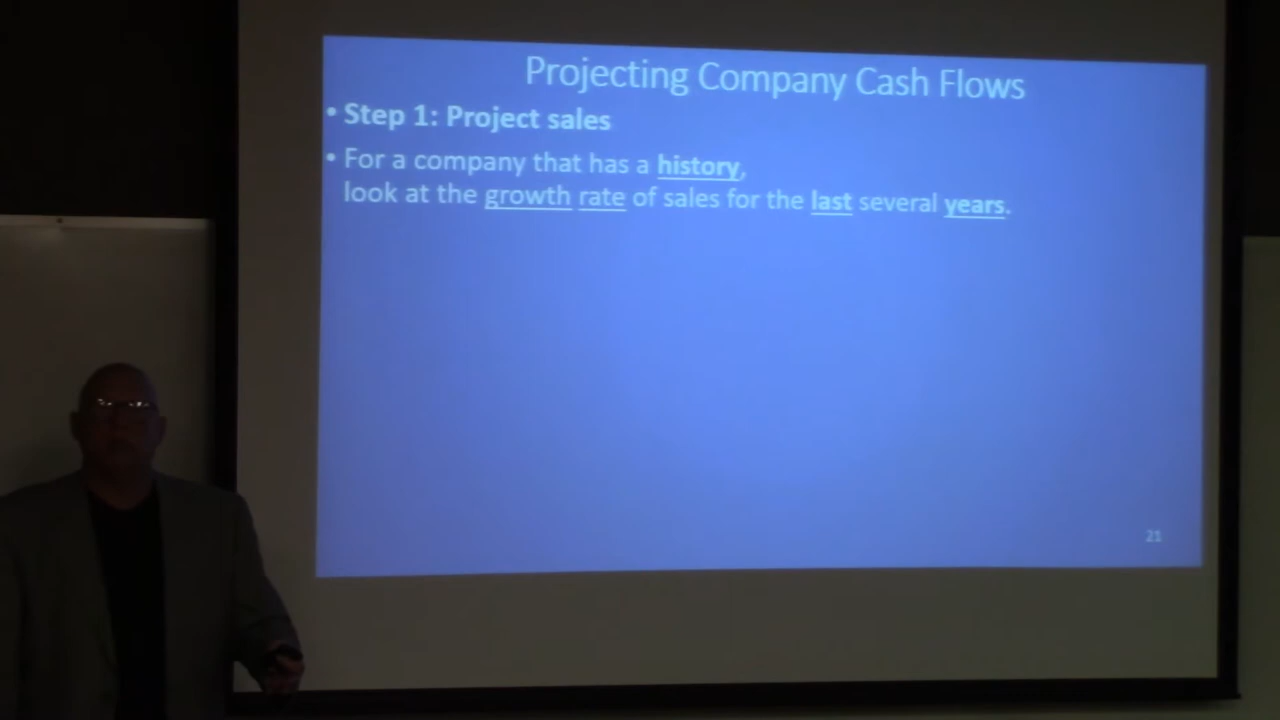 Projecting Company Cash Flows
• Step 1: Project sales
• For a company that has a history,
look at the growth rate of sales for the last several years.
21